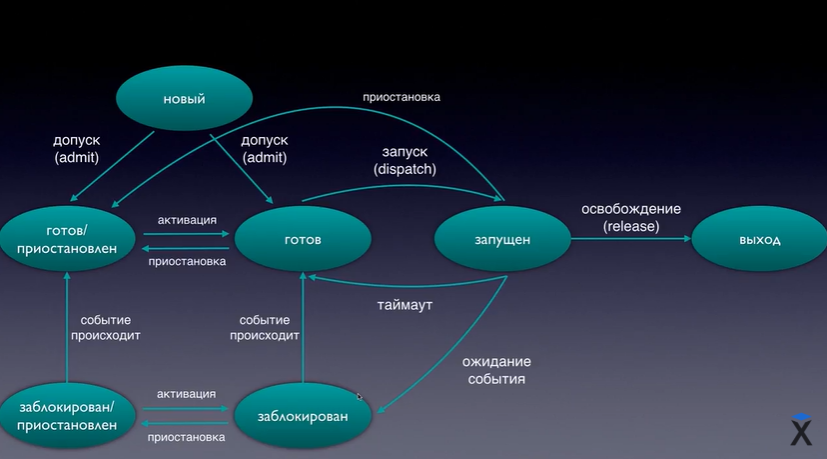 новый
приостановка
допуск
(admit)
допуск
(admit)
запуск
(dispatch)
готов/
приостановлен
активация
приостановка
готов
запущен
освобождение
(release)
выход
таймаут
событие
происходит
событие
происходит
ожидание
события
заблокирован/
приостановлен
активация
приостановка
заблокирован
X